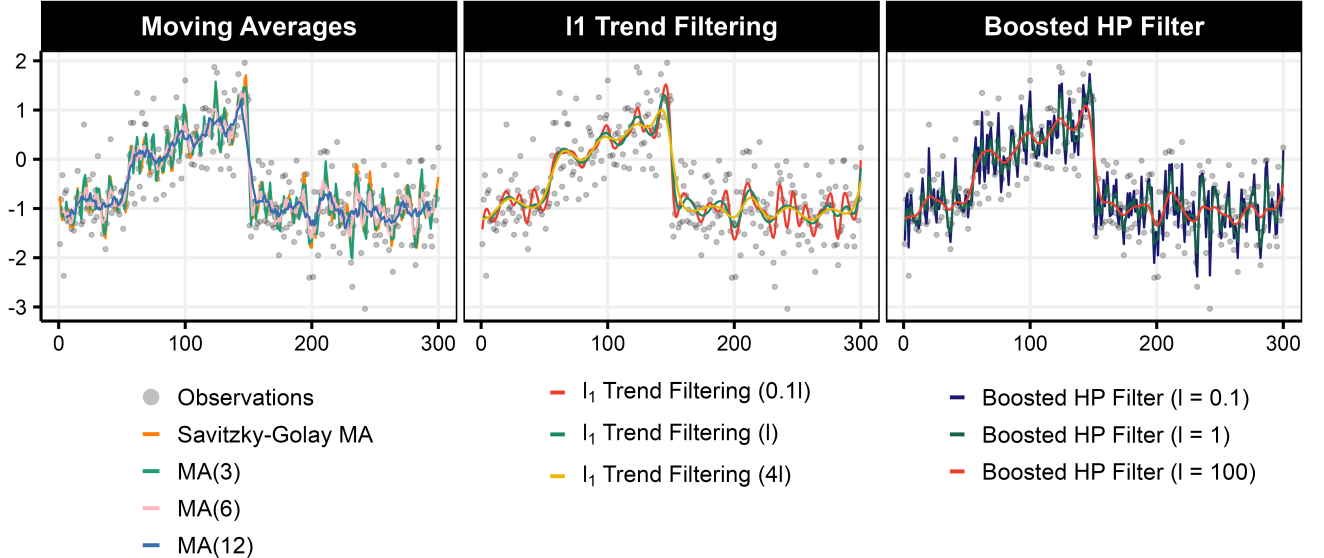 Moving Averages
l1 Trend Filtering
Boosted HP Filter
2
1
0
-1
-2
-3
0 100 200 300
0 100 200 300
0 100 200 300
Observations
Savitzky-Golay MA
MA(3)
MA(6)
MA(12)
l₁ Trend Filtering (0.1l)
l₁ Trend Filtering (l)
l₁ Trend Filtering (4l)
Boosted HP Filter (l = 0.1)
Boosted HP Filter (l = 1)
Boosted HP Filter (l = 100)